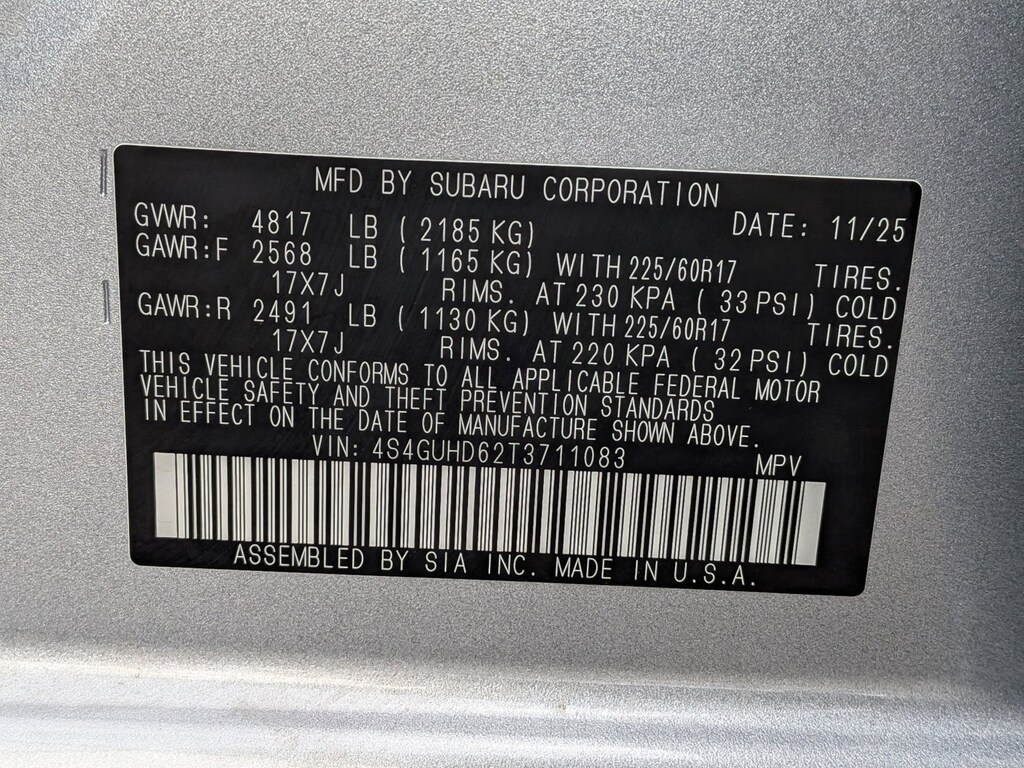 MFD BY SUBARU CORPORATION
GVWR: 4817 LB ( 2185 KG) DATE: 11/25
GAWR:F 2568 LB ( 1165 KG) WITH 225/60R17 TIRES.
17X7J RIMS. AT 230 KPA ( 33 PSI) COLD
GAWR:R 2491 LB ( 1130 KG) WITH 225/60R17 TIRES.
17X7J RIMS. AT 220 KPA ( 32 PSI) COLD
THIS VEHICLE CONFORMS TO ALL APPLICABLE FEDERAL MOTOR
VEHICLE SAFETY AND THEFT PREVENTION STANDARDS
IN EFFECT ON THE DATE OF MANUFACTURE SHOWN ABOVE.
VIN: 4S4GUHD62T3711083 MPV
ASSEMBLED BY SIA INC. MADE IN U.S.A.